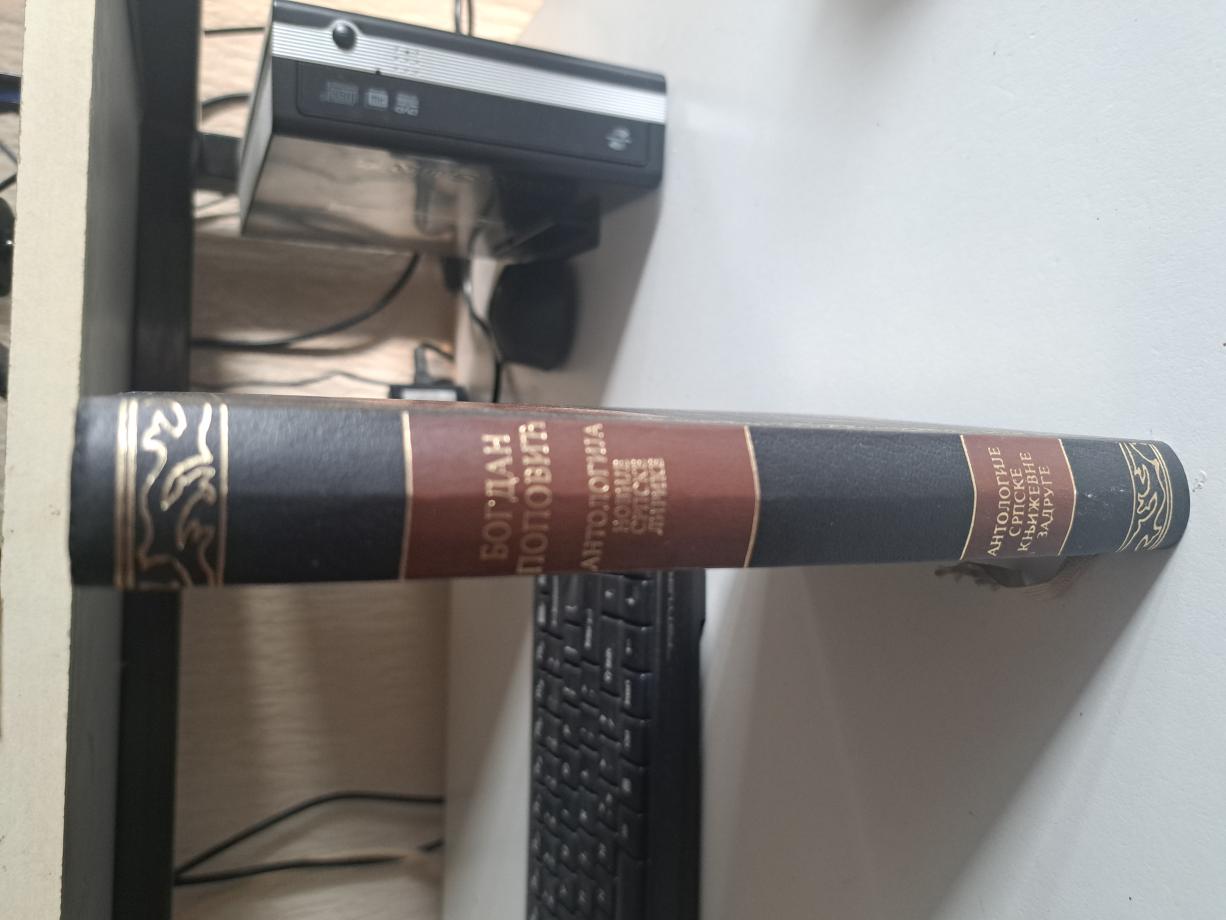 БОГДАН
ПОПОВИЋ
АНТОЛОГИЈА
НОВИЈЕ
СРПСКЕ
ЛИРИКЕ
АНТОЛОГИЈЕ
СРПСКЕ
КЊИЖЕВНЕ
ЗАДРУГЕ